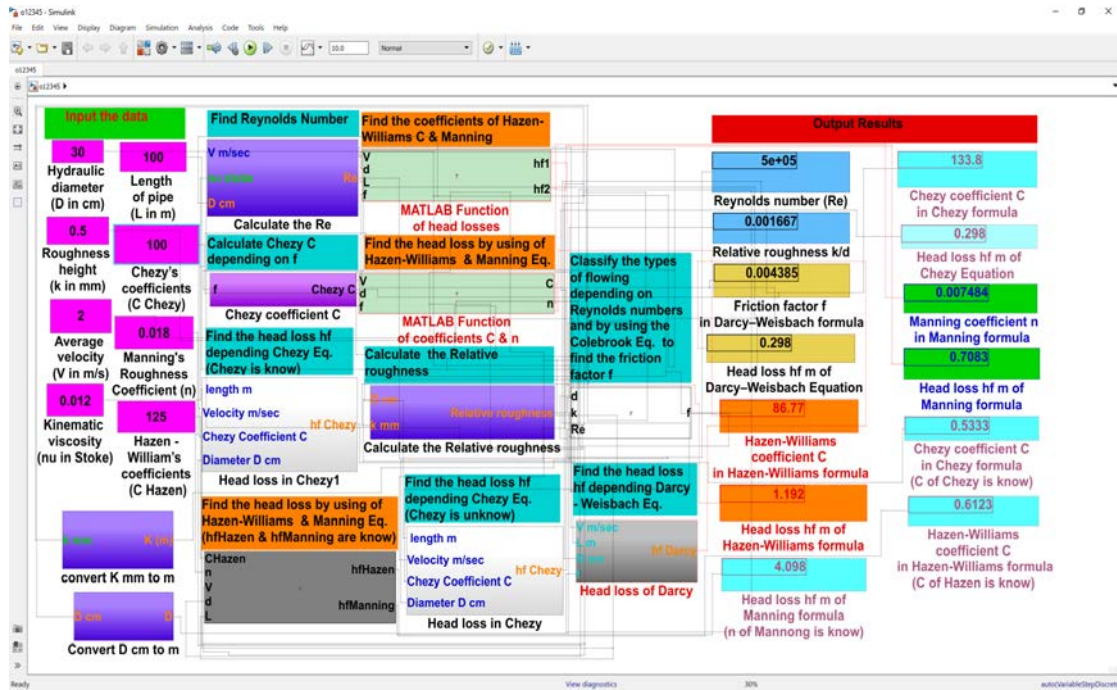 o12345 - Simulink
File Edit View Display Diagram Simulation Analysis Code Tools Help
10.0
Normal
o12345
o12345
Input the data
30
Hydraulic
diameter
(D in cm)
100
Length
of pipe
(L in m)
0.5
Roughness
height
(k in mm)
100
Chezy's
coefficients
(C Chezy)
2
Average
velocity
(V in m/s)
0.018
Manning's
Roughness
Coefficient (n)
0.012
Kinematic
viscosity
(nu in Stoke)
125
Hazen -
William's
coefficients
(C Hazen)
K (m)
convert K mm to m
D cm
D
Convert D cm to m
Find Reynolds Number
V m/sec
Re
D cm
Calculate the Re
Calculate Chezy C
depending on f
f
Chezy C
Chezy coefficient C
Find the head loss hf
depending Chezy Eq.
(Chezy is know)
length m
Velocity m/sec
Chezy Coefficient C
Diameter D cm
hf Chezy
Head loss in Chezy1
Find the head loss by using of
Hazen-Williams & Manning Eq.
(hfHazen & hfManning are know)
CHazen
n
V
d
L
hfHazen
hfManning
Find the coefficients of Hazen-
Williams C & Manning
V
d
L
f
hf1
hf2
MATLAB Function
of head losses
Find the head loss by using of
Hazen-Williams & Manning Eq.
V
d
f
C
n
MATLAB Function
of coefficients C & n
Calculate the Relative
roughness
k mm
Relative roughness
Calculate the Relative roughness
Find the head loss hf
depending Chezy Eq.
(Chezy is unknow)
length m
Velocity m/sec
Chezy Coefficient C
Diameter D cm
hf Chezy
Head loss in Chezy
Classify the types
of flowing
depending on
Reynolds numbers
and by using the
Colebrook Eq. to
find the friction
factor f
d
k
Re
f
Find the head loss
hf depending Darcy
- Weisbach Eq.
V m/sec
L m
hf Darcy
Head loss of Darcy
Output Results
5e+05
Reynolds number (Re)
0.001667
Relative roughness k/d
0.004385
Friction factor f
in Darcy–Weisbach formula
0.298
Head loss hf m of
Darcy–Weisbach Equation
86.77
Hazen-Williams
coefficient C
in Hazen-Williams formula
1.192
Head loss hf m of
Hazen-Williams formula
4.098
Head loss hf m of
Manning formula
(n of Mannong is know)
133.8
Chezy coefficient C
in Chezy formula
0.298
Head loss hf m of
Chezy Equation
0.007484
Manning coefficient n
in Manning formula
0.7083
Head loss hf m of
Manning formula
0.5333
Chezy coefficient C
in Chezy formula
(C of Chezy is know)
0.6123
Hazen-Williams
coefficient C
in Hazen-Williams formula
(C of Hazen is know)
Ready
View diagnostics
30%
auto(VariableStepDiscrete